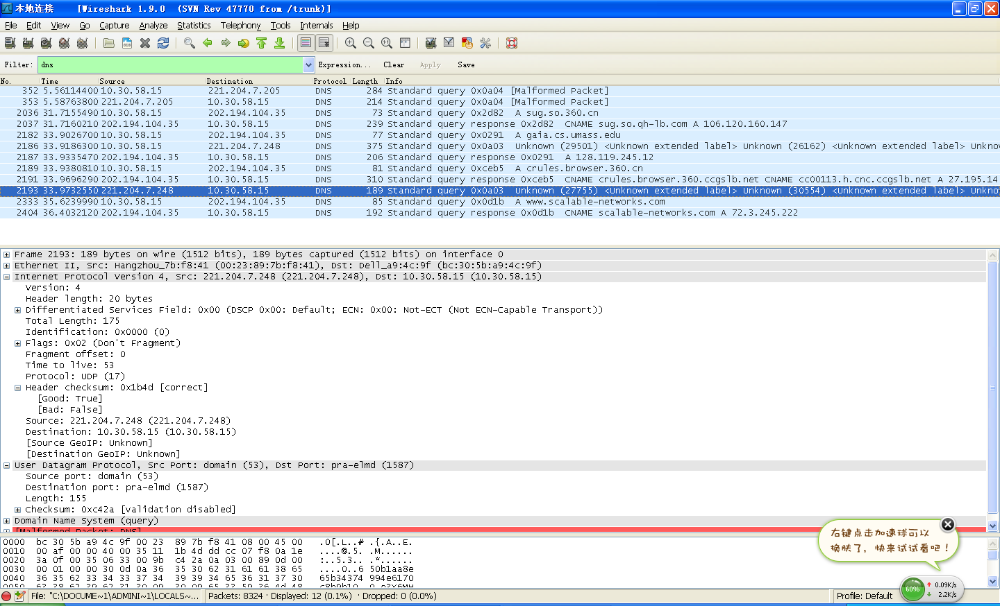 本地连接 [Wireshark 1.9.0 (SVN Rev 47770 from /trunk)]
File Edit View Go Capture Analyze Statistics Telephony Tools Internals Help
Filter: dns Expression... Clear Apply Save
No. Time Source Destination Protocol Length Info
352 5.56114400 10.30.58.15 221.204.7.205 DNS 284 Standard query 0x0a04 [Malformed Packet]
353 5.58763800 221.204.7.205 10.30.58.15 DNS 214 Standard query 0x0a04 [Malformed Packet]
2036 31.7155490 10.30.58.15 202.194.104.35 DNS 73 Standard query 0x2d82 A sug.so.360.cn
2037 31.7160210 202.194.104.35 10.30.58.15 DNS 239 Standard query response 0x2d82 CNAME sug.so.qh-lb.com A 106.120.160.147
2182 33.9026700 10.30.58.15 202.194.104.35 DNS 77 Standard query 0x0291 A gaia.cs.umass.edu
2186 33.9186300 10.30.58.15 221.204.7.248 DNS 375 Standard query 0x0a03 Unknown (29501) <Unknown extended label> Unknown (26162) <Unknown extended label> Unkno
2187 33.9335470 202.194.104.35 10.30.58.15 DNS 206 Standard query response 0x0291 A 128.119.245.12
2189 33.9380810 10.30.58.15 202.194.104.35 DNS 81 Standard query 0xceb5 A crules.browser.360.cn
2191 33.9696290 202.194.104.35 10.30.58.15 DNS 310 Standard query response 0xceb5 CNAME crules.browser.360.ccgslb.net CNAME cc00113.h.cnc.ccgslb.net A 27.195.14
2193 33.9732550 221.204.7.248 10.30.58.15 DNS 189 Standard query 0x0a03 Unknown (27755) <Unknown extended label> Unknown (30554) <Unknown extended label> Unkno
2333 35.6239990 10.30.58.15 202.194.104.35 DNS 85 Standard query 0x0d1b A www.scalable-networks.com
2404 36.4032120 202.194.104.35 10.30.58.15 DNS 192 Standard query response 0x0d1b CNAME scalable-networks.com A 72.3.245.222
Frame 2193: 189 bytes on wire (1512 bits), 189 bytes captured (1512 bits) on interface 0
Ethernet II, Src: Hangzhou_7b:f8:41 (00:23:89:7b:f8:41), Dst: Dell_a9:4c:9f (bc:30:5b:a9:4c:9f)
Internet Protocol Version 4, Src: 221.204.7.248 (221.204.7.248), Dst: 10.30.58.15 (10.30.58.15)
Version: 4
Header length: 20 bytes
Differentiated Services Field: 0x00 (DSCP 0x00: Default; ECN: 0x00: Not-ECT (Not ECN-Capable Transport))
Total Length: 175
Identification: 0x0000 (0)
Flags: 0x02 (Don't Fragment)
Fragment offset: 0
Time to live: 53
Protocol: UDP (17)
Header checksum: 0x1b4d [correct]
[Good: True]
[Bad: False]
Source: 221.204.7.248 (221.204.7.248)
Destination: 10.30.58.15 (10.30.58.15)
[Source GeoIP: Unknown]
[Destination GeoIP: Unknown]
User Datagram Protocol, Src Port: domain (53), Dst Port: pra-elmd (1587)
Source port: domain (53)
Destination port: pra-elmd (1587)
Length: 155
Checksum: 0xc42a [validation disabled]
Domain Name System (query)
[Malformed Packet: DNS]
0000 bc 30 5b a9 4c 9f 00 23 89 7b f8 41 08 00 45 00 .0[.L..# .{.A..E.
0010 00 af 00 00 40 00 35 11 1b 4d dd cc 07 f8 0a 1e ....@.5. .M......
0020 3a 0f 00 35 06 33 00 9b c4 2a 0a 03 00 89 0d 00 :..5.3.. .*......
0030 00 01 00 00 30 0d 0a 36 35 30 62 31 61 61 38 65 ....0..6 50b1aa8e
0040 36 35 62 33 34 33 37 34 39 39 34 65 36 31 37 30 65b34374 994e6170
0050 63 38 62 39 62 31 30 09 30 09 65 33 59 36 4d 48 c8b9b10. 0.e3Y6MH
右键点击加速球可以
换肤了，快来试试看吧！
File: "C:\DOCUME~1\ADMINI~1\LOCALS~... Packets: 8324 · Displayed: 12 (0.1%) · Dropped: 0 (0.0%) Profile: Default
60% 0.09K/s
2.2K/s